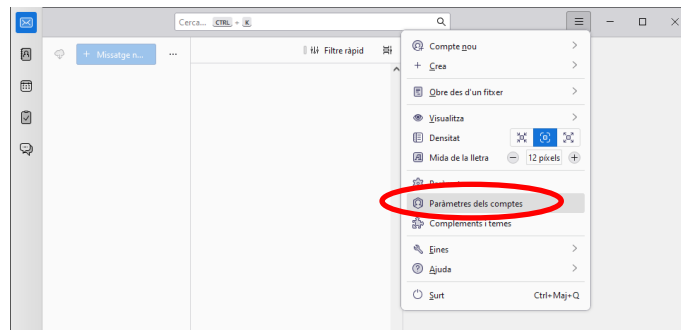 Cerca... CTRL + K
+ Missatge n... ...
Filtre ràpid
Compte nou
+ Crea
Obre des d'un fitxer
Visualitza
Densitat
Mida de la lletra 12 píxels
Paràmetres dels comptes
Complements i temes
Eines
Ajuda
Surt Ctrl+Maj+Q